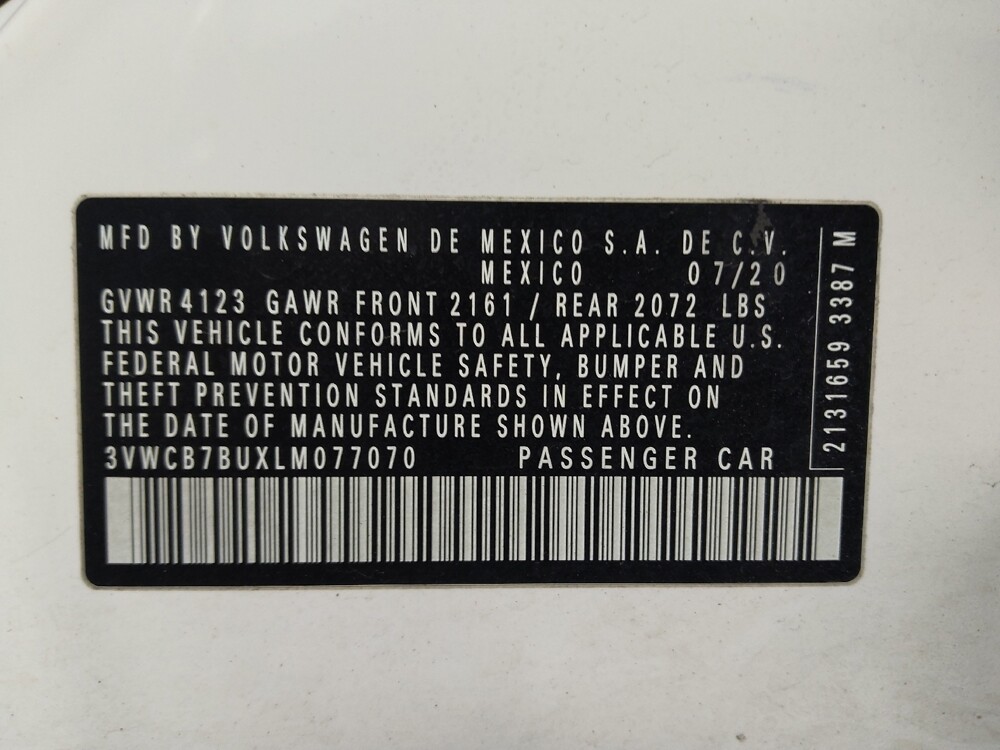 MFD BY VOLKSWAGEN DE MEXICO S.A. DE C.V.
MEXICO 07/20
GVWR 4123 GAWR FRONT 2161 / REAR 2072 LBS
THIS VEHICLE CONFORMS TO ALL APPLICABLE U.S.
FEDERAL MOTOR VEHICLE SAFETY, BUMPER AND
THEFT PREVENTION STANDARDS IN EFFECT ON
THE DATE OF MANUFACTURE SHOWN ABOVE.
3VWCB7BUXLM077070 PASSENGER CAR
2131659 3387 M